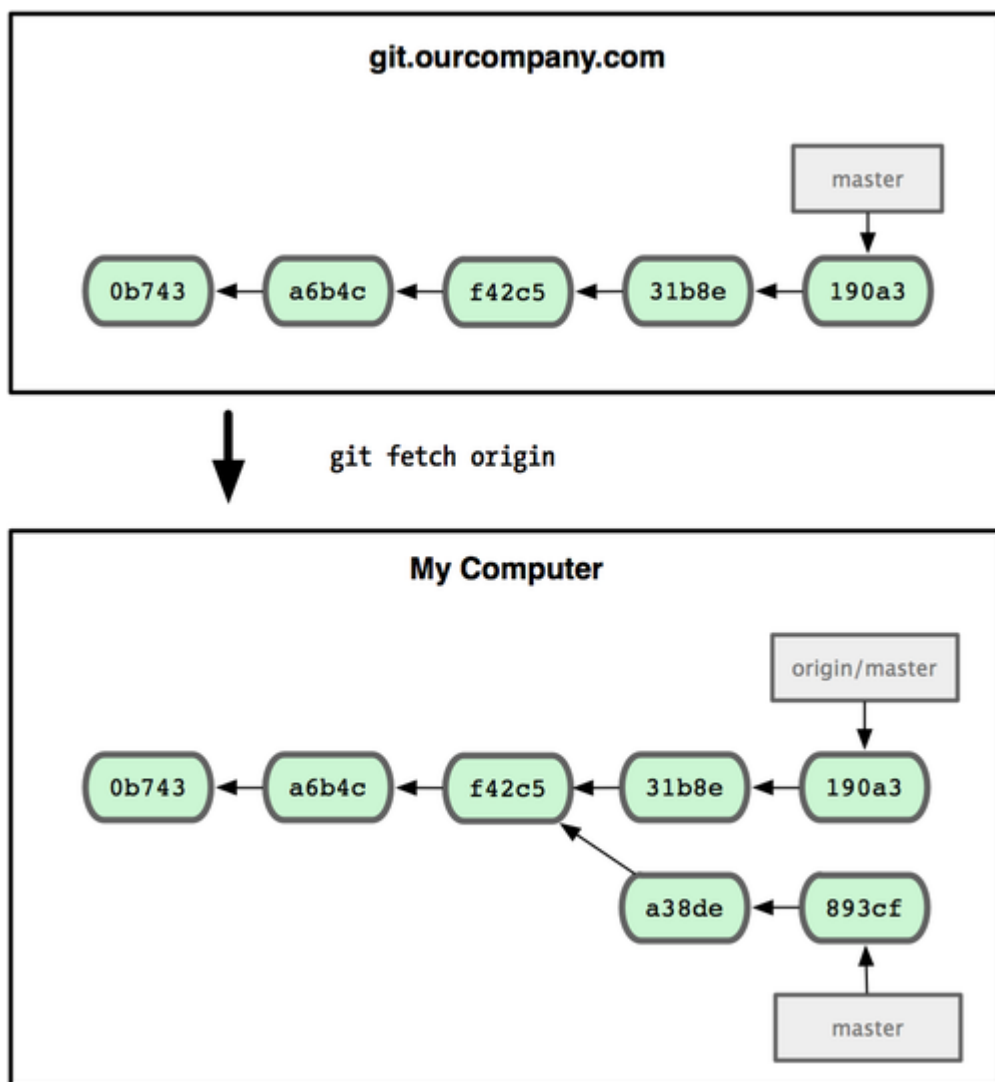 git.ourcompany.com
master
0b743 a6b4c f42c5 31b8e 190a3
git fetch origin
My Computer
origin/master
0b743 a6b4c f42c5 31b8e 190a3
a38de 893cf
master